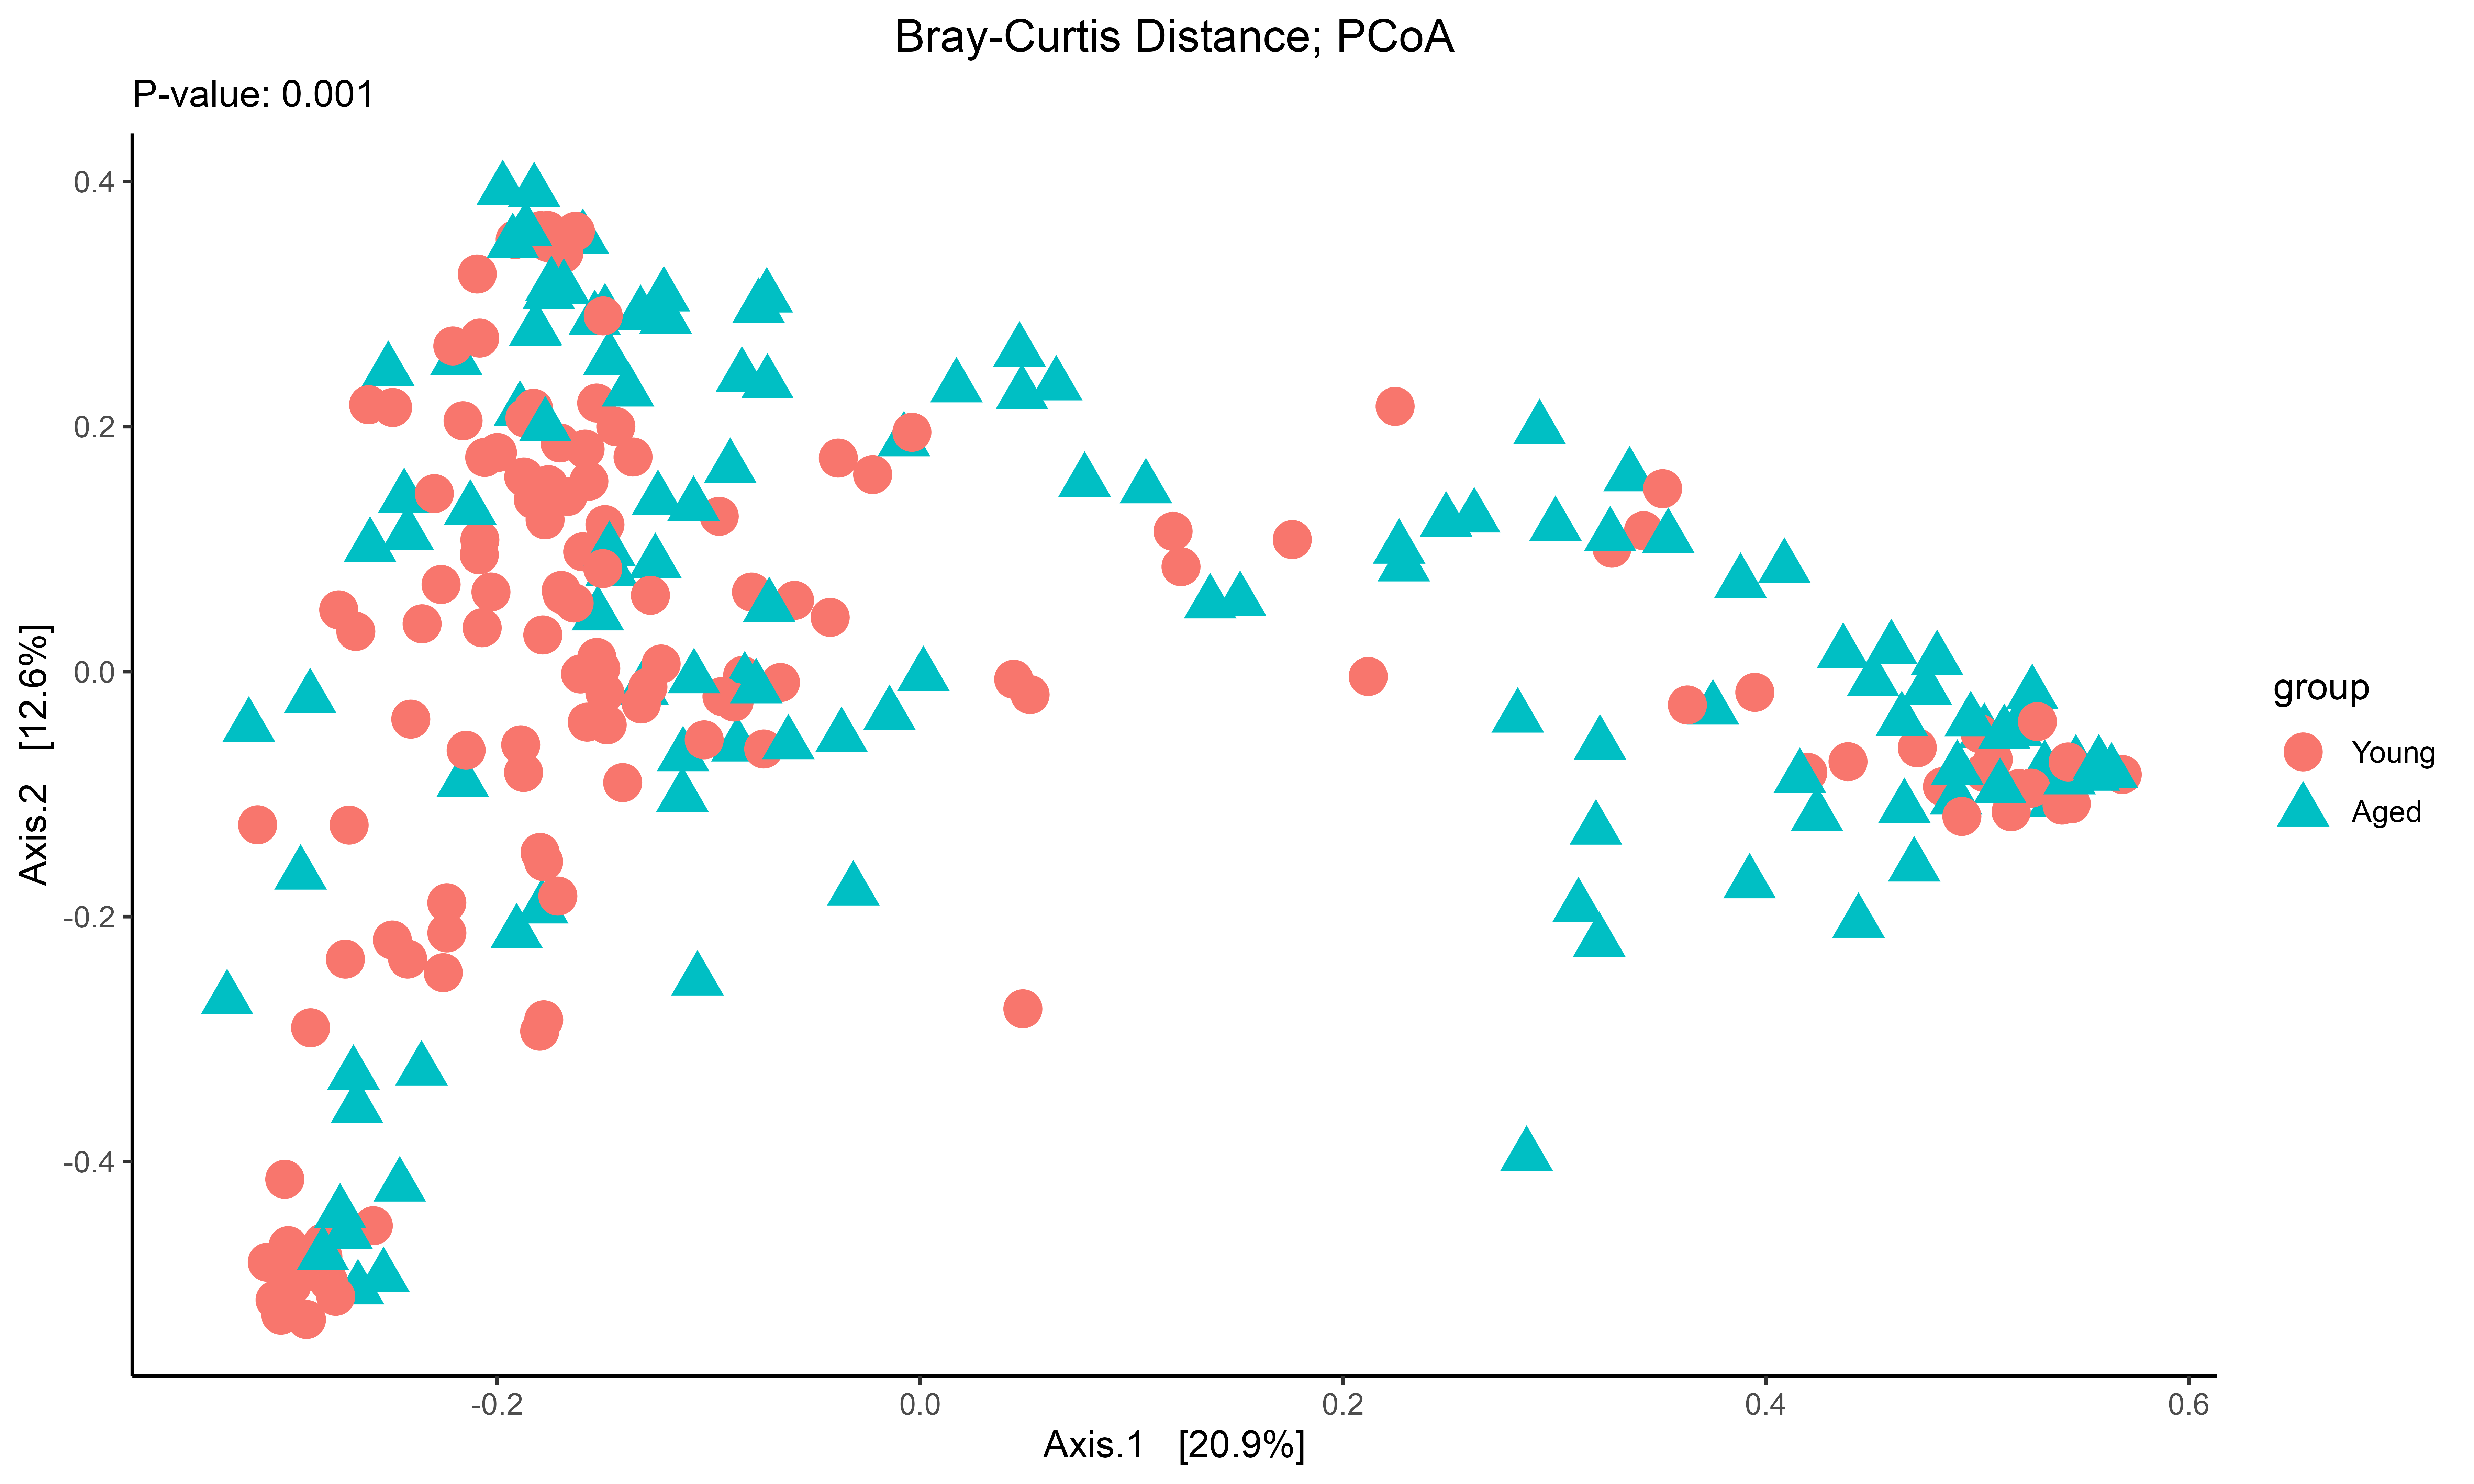 Bray-Curtis Distance; PCoA
P-value: 0.001
0.4
0.2
0.0
-0.2
-0.4
Axis.2 [12.6%]
-0.2
0.0
0.2
0.4
0.6
Axis.1 [20.9%]
group
Young
Aged